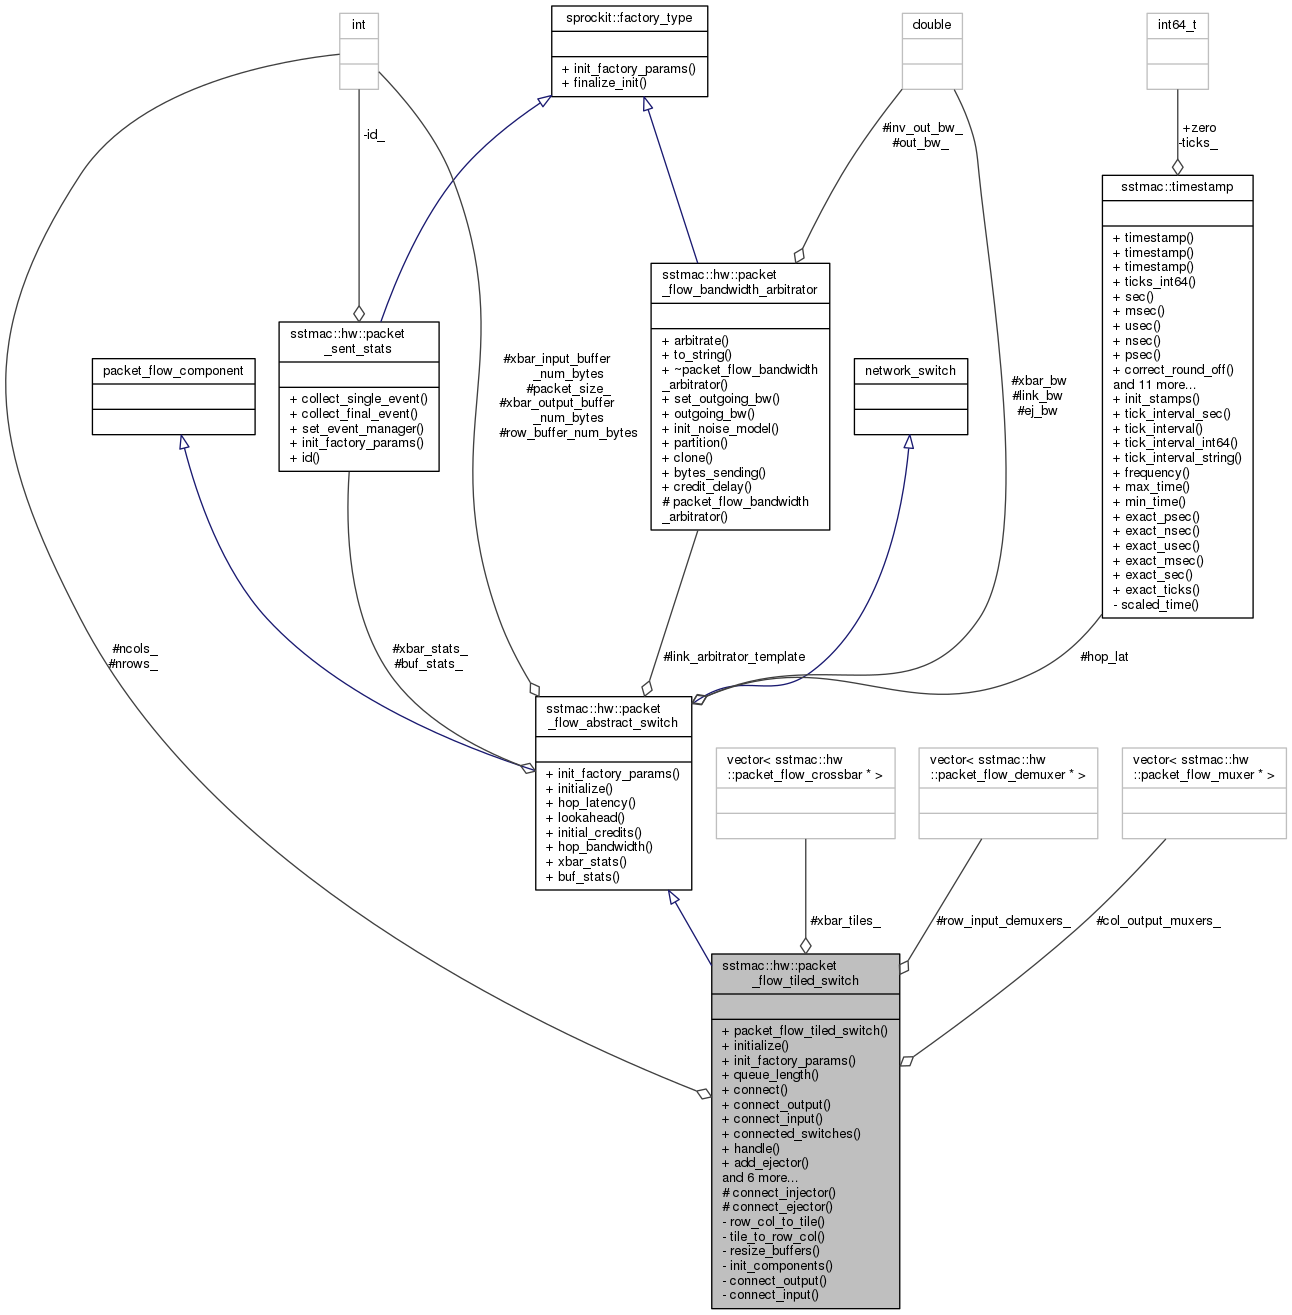 int
sprockit::factory_type
+ init_factory_params()
+ finalize_init()
double
int64_t
-id_
#inv_out_bw_
#out_bw_
+zero
-ticks_
sstmac::timestamp
+ timestamp()
+ timestamp()
+ timestamp()
+ ticks_int64()
+ sec()
+ msec()
+ usec()
+ nsec()
+ psec()
+ correct_round_off()
and 11 more...
+ init_stamps()
+ tick_interval_sec()
+ tick_interval()
+ tick_interval_int64()
+ tick_interval_string()
+ frequency()
+ max_time()
+ min_time()
+ exact_psec()
+ exact_nsec()
+ exact_usec()
+ exact_msec()
+ exact_sec()
+ exact_ticks()
- scaled_time()
sstmac::hw::packet
_flow_bandwidth_arbitrator
+ arbitrate()
+ to_string()
+ ~packet_flow_bandwidth
_arbitrator()
+ set_outgoing_bw()
+ outgoing_bw()
+ init_noise_model()
+ partition()
+ clone()
+ bytes_sending()
+ credit_delay()
# packet_flow_bandwidth
_arbitrator()
sstmac::hw::packet
_sent_stats
+ collect_single_event()
+ collect_final_event()
+ set_event_manager()
+ init_factory_params()
+ id()
packet_flow_component
network_switch
#xbar_input_buffer
_num_bytes
#packet_size_
#xbar_output_buffer
_num_bytes
#row_buffer_num_bytes
#xbar_bw
#link_bw
#ej_bw
#ncols_
#nrows_
#xbar_stats_
#buf_stats_
#link_arbitrator_template
#hop_lat
sstmac::hw::packet
_flow_abstract_switch
+ init_factory_params()
+ initialize()
+ hop_latency()
+ lookahead()
+ initial_credits()
+ hop_bandwidth()
+ xbar_stats()
+ buf_stats()
vector< sstmac::hw
::packet_flow_crossbar * >
vector< sstmac::hw
::packet_flow_demuxer * >
vector< sstmac::hw
::packet_flow_muxer * >
#xbar_tiles_
#row_input_demuxers_
#col_output_muxers_
sstmac::hw::packet
_flow_tiled_switch
+ packet_flow_tiled_switch()
+ initialize()
+ init_factory_params()
+ queue_length()
+ connect()
+ connect_output()
+ connect_input()
+ connected_switches()
+ handle()
+ add_ejector()
and 6 more...
# connect_injector()
# connect_ejector()
- row_col_to_tile()
- tile_to_row_col()
- resize_buffers()
- init_components()
- connect_output()
- connect_input()